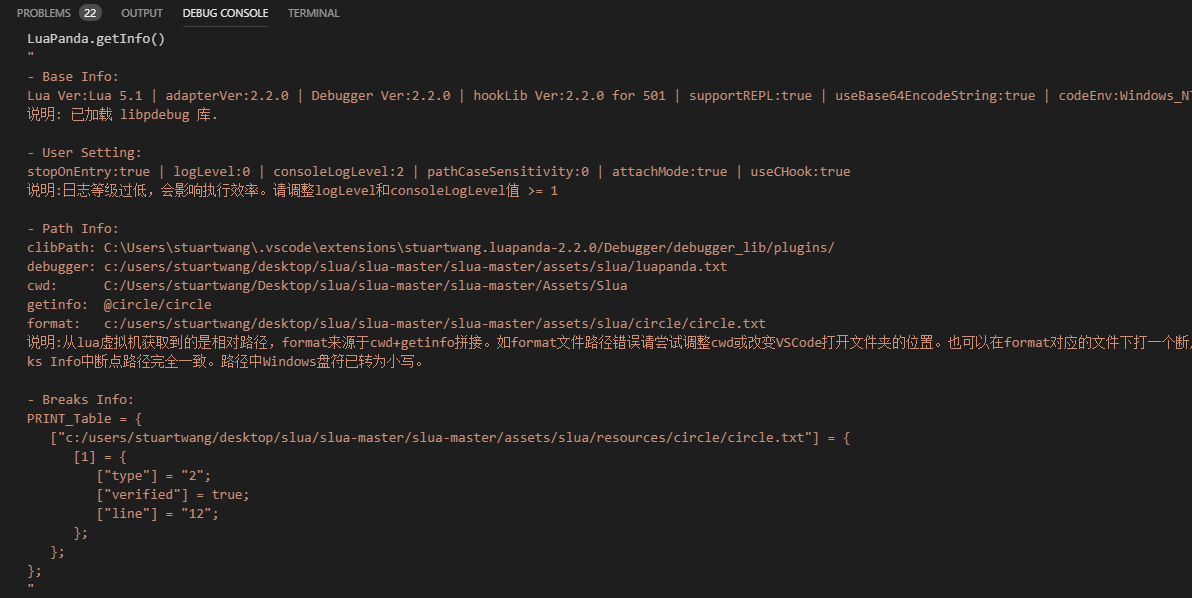 PROBLEMS 22 OUTPUT DEBUG CONSOLE TERMINAL
LuaPanda.getInfo()
"
- Base Info:
Lua Ver:Lua 5.1 | adapterVer:2.2.0 | Debugger Ver:2.2.0 | hookLib Ver:2.2.0 for 501 | supportREPL:true | useBase64EncodeString:true | codeEnv:Windows_NT
说明: 已加载 libpdebug 库.
- User Setting:
stopOnEntry:true | logLevel:0 | consoleLogLevel:2 | pathCaseSensitivity:0 | attachMode:true | useCHook:true
说明:日志等级过低，会影响执行效率。请调整logLevel和consoleLogLevel值 >= 1
- Path Info:
clibPath: C:\Users\stuartwang\.vscode\extensions\stuartwang.luapanda-2.2.0/Debugger/debugger_lib/plugins/
debugger: c:/users/stuartwang/desktop/slua/slua-master/slua-master/assets/slua/luapanda.txt
cwd:      C:/Users/stuartwang/Desktop/slua/slua-master/slua-master/Assets/Slua
getinfo:  @circle/circle
format:   c:/users/stuartwang/desktop/slua/slua-master/slua-master/assets/slua/circle/circle.txt
说明:从lua虚拟机获取到的是相对路径，format来源于cwd+getinfo拼接。如format文件路径错误请尝试调整cwd或改变VSCode打开文件夹的位置。也可以在format对应的文件下打一个断
ks Info中断点路径完全一致。路径中Windows盘符已转为小写。
- Breaks Info:
PRINT_Table = {
["c:/users/stuartwang/desktop/slua/slua-master/slua-master/assets/slua/resources/circle/circle.txt"] = {
[1] = {
["type"] = "2";
["verified"] = true;
["line"] = "12";
};
};
};
"